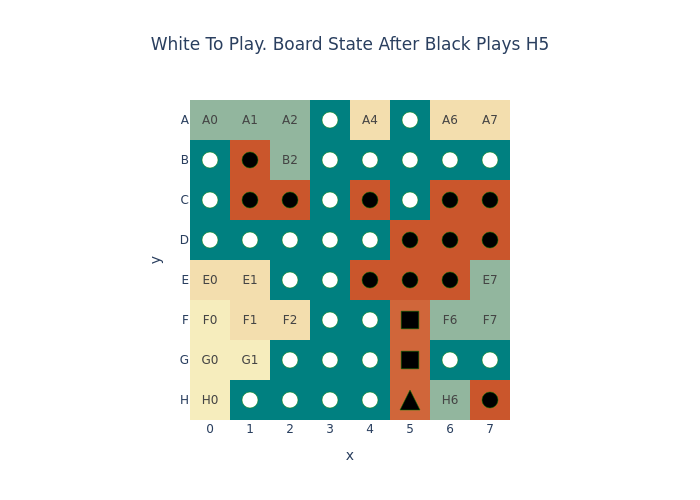 White To Play. Board State After Black Plays H5
A A0 A1 A2 A4 A6 A7
B B2
C
D
y
E E0 E1 E7
F F0 F1 F2 F6 F7
G G0 G1
H H0 H6
0 1 2 3 4 5 6 7
x